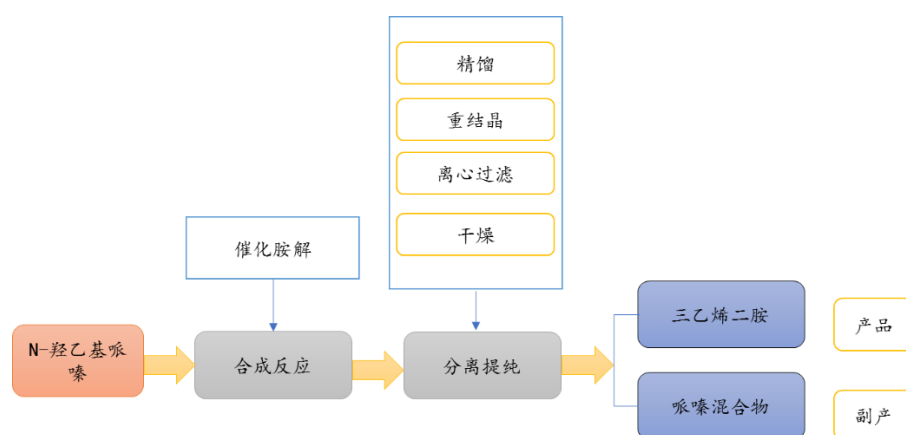 精馏
重结晶
离心过滤
干燥
催化胺解
N-羟乙基哌
嗪
合成反应
分离提纯
三乙烯二胺
产品
哌嗪混合物
副产